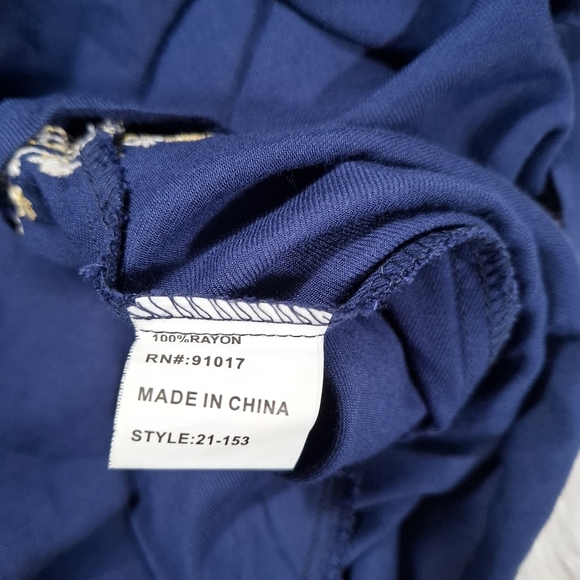 100%RAYON
RN#:91017
MADE IN CHINA
STYLE:21-153